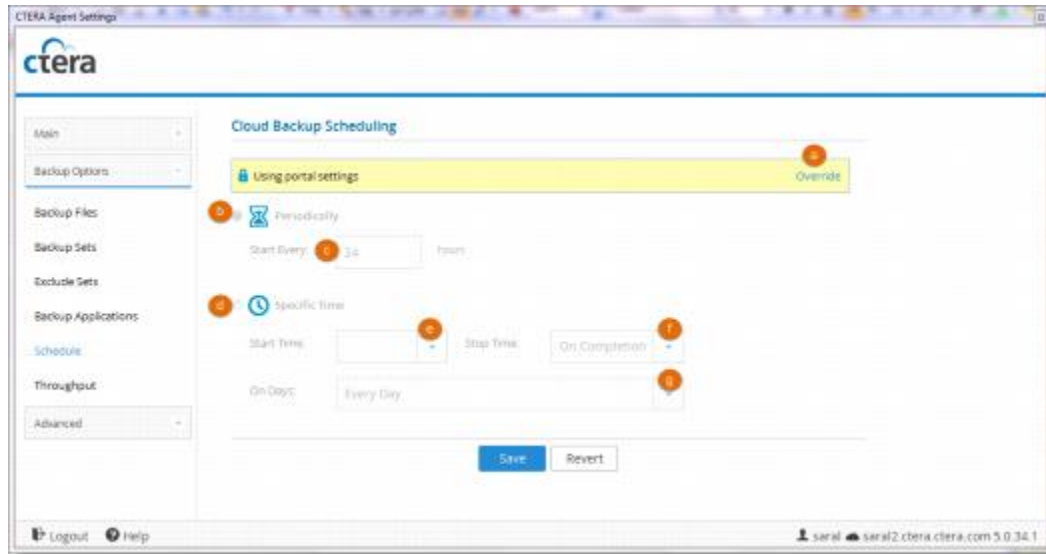 CTERA Agent Settings
ctera
Main
Cloud Backup Scheduling
Backup Options
a
Using portal settings
Override
Backup Files
b
Periodically
Backup Sets
Start Every:
c
24
hours
Exclude Sets
Backup Applications
d
Specific Time
Schedule
Start Time:
e
Stop Time:
On Completion
f
Throughput
On Days:
Every Day
g
Advanced
Save
Revert
Logout
Help
saral
saral2.ctera.ctera.com 5.0.34.1